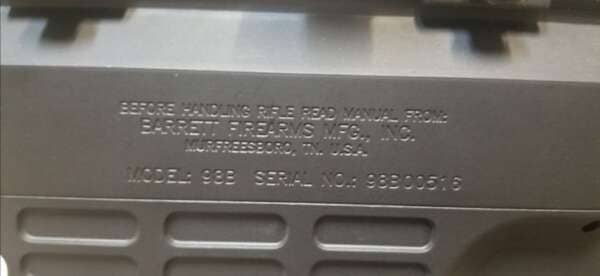 BEFORE HANDLING RIFLE READ MANUAL FROM:
BARRETT FIREARMS MFG., INC.
MURFREESBORO, TN. U.S.A.
MODEL: 98B SERIAL NO.: 98B00516